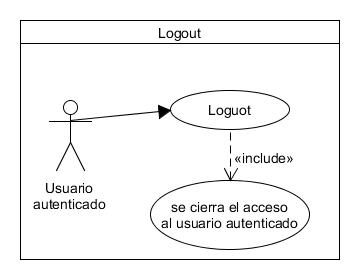 Logout
Loguot
«include»
Usuario
autenticado
se cierra el acceso
al usuario autenticado